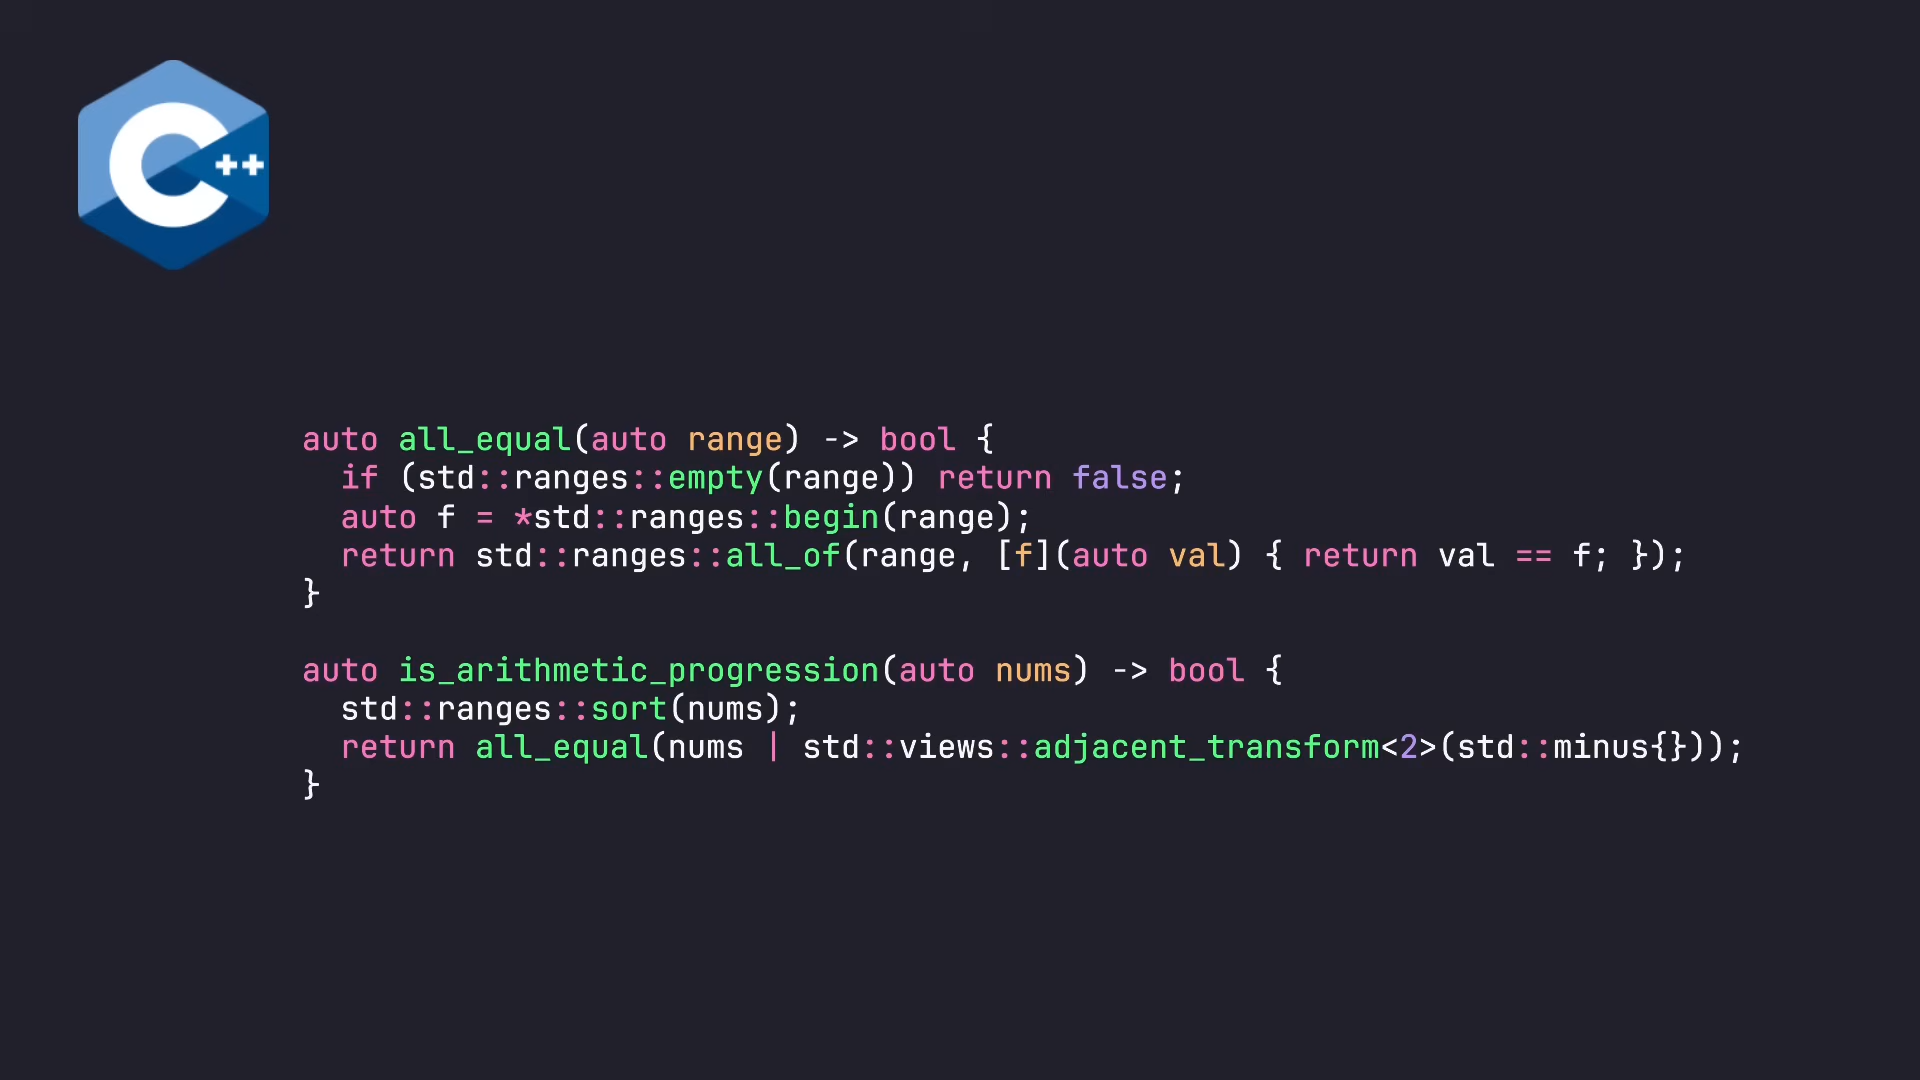 C++
auto all_equal(auto range) -> bool {
  if (std::ranges::empty(range)) return false;
  auto f = *std::ranges::begin(range);
  return std::ranges::all_of(range, [f](auto val) { return val == f; });
}
auto is_arithmetic_progression(auto nums) -> bool {
  std::ranges::sort(nums);
  return all_equal(nums | std::views::adjacent_transform<2>(std::minus{}));
}